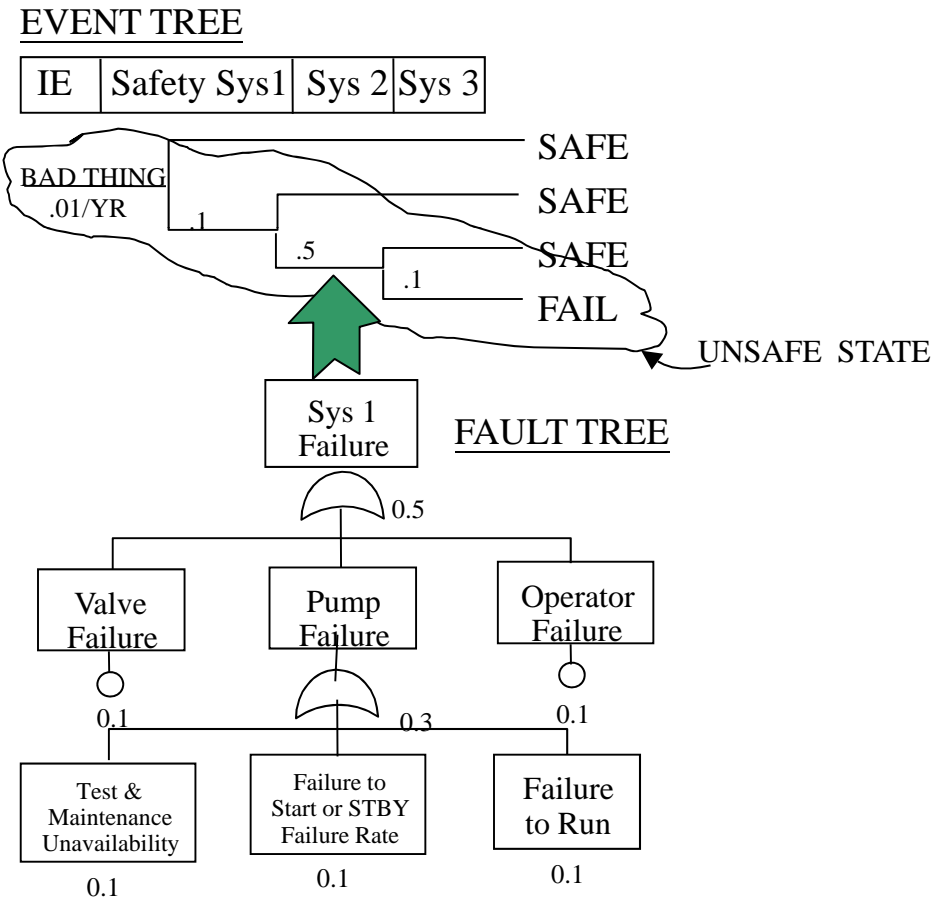 EVENT TREE
IE Safety Sys1 Sys 2 Sys 3
SAFE
BAD THING
.01/YR
SAFE
.1
.5
SAFE
.1
FAIL
UNSAFE STATE
Sys 1
Failure
FAULT TREE
0.5
Valve
Failure
Pump
Failure
Operator
Failure
0.1
0.3
0.1
Test &
Maintenance
Unavailability
Failure to
Start or STBY
Failure Rate
Failure
to Run
0.1
0.1
0.1